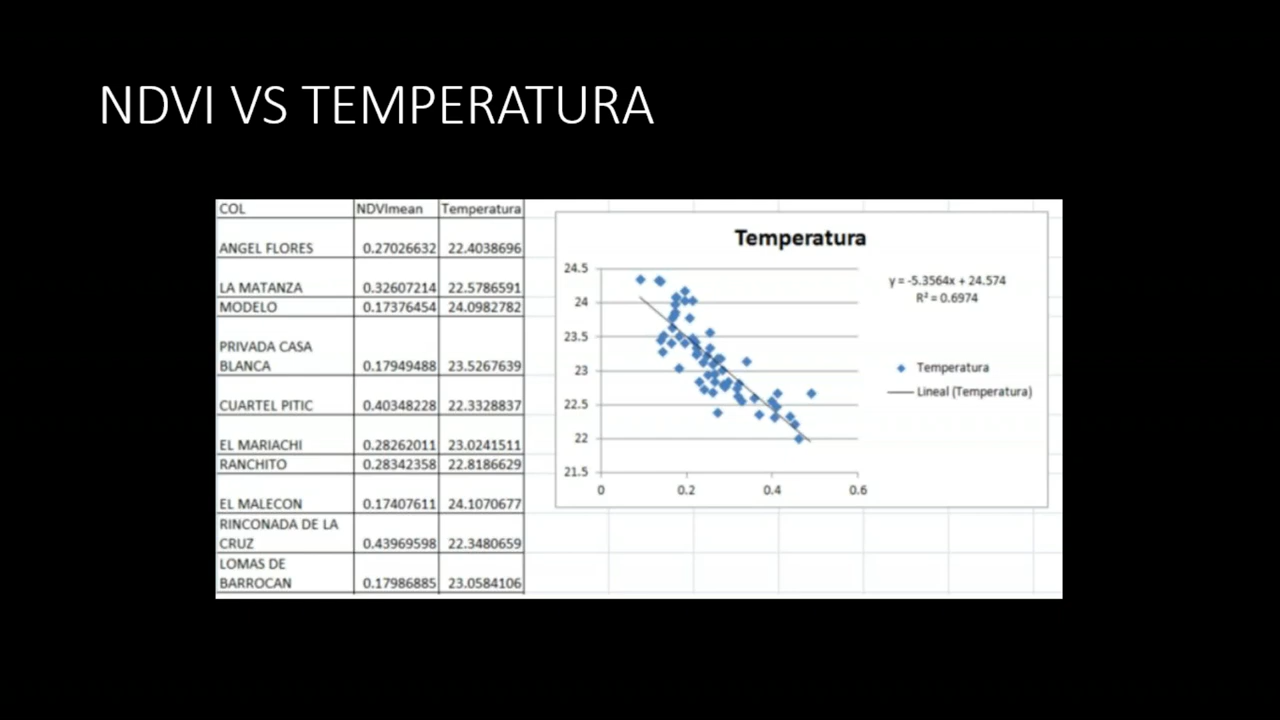 NDVI VS TEMPERATURA
COL NDVImean Temperatura
ANGEL FLORES 0.27026632 22.4038696
LA MATANZA 0.32607214 22.5786591
MODELO 0.17376454 24.0982782
PRIVADA CASA
BLANCA 0.17949488 23.5267639
CUARTEL PITIC 0.40348228 22.3328837
EL MARIACHI 0.28262011 23.0241511
RANCHITO 0.28342358 22.8186629
EL MALECON 0.17407611 24.1070677
RINCONADA DE LA
CRUZ 0.43969598 22.3480659
LOMAS DE
BARROCAN 0.17986885 23.0584106
Temperatura
24.5
24
23.5
23
22.5
22
21.5
0 0.2 0.4 0.6
y = -5.3564x + 24.574
R² = 0.6974
Temperatura
Lineal (Temperatura)